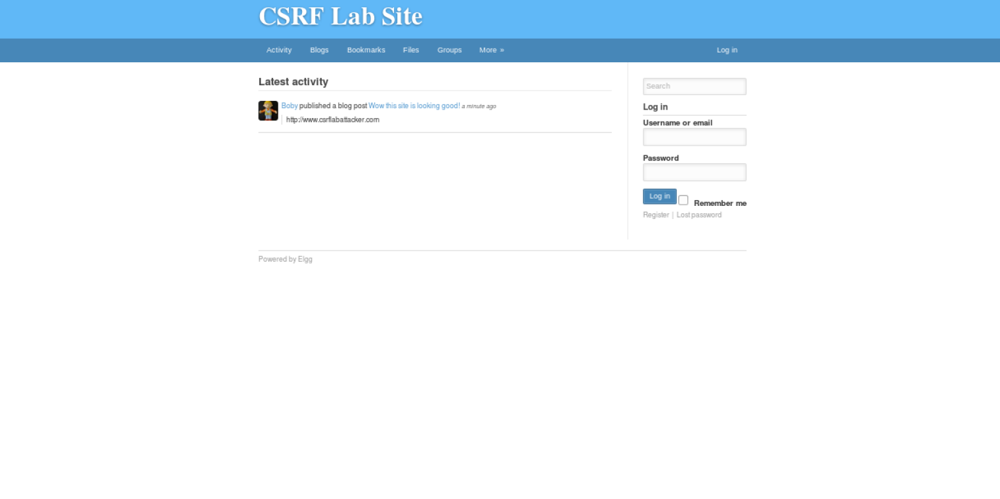 CSRF Lab Site
Activity Blogs Bookmarks Files Groups More » Log in
Latest activity
Boby published a blog post Wow this site is looking good! a minute ago
http://www.csrflabattacker.com
Search
Log in
Username or email
Password
Log in Remember me
Register | Lost password
Powered by Elgg